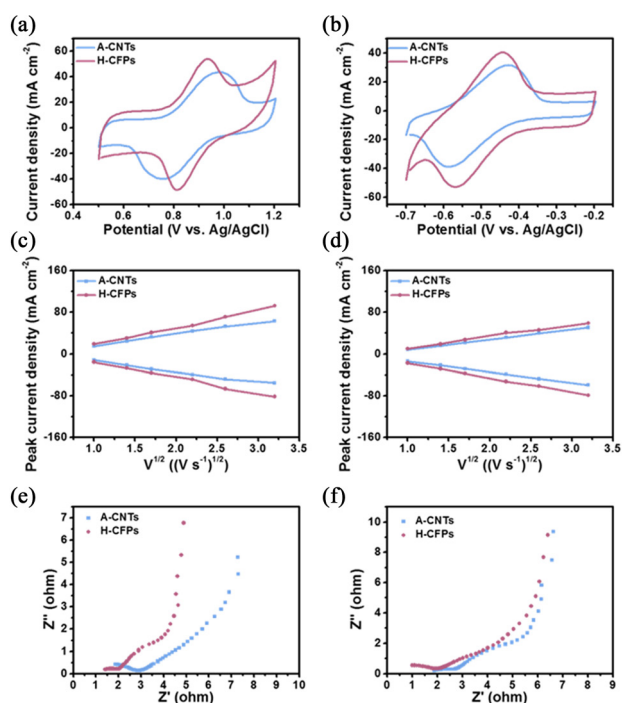 (a)
A-CNTs
H-CFPs
Current density (mA cm⁻²)
60
40
20
0
-20
-40
-60
0.4
0.6
0.8
1.0
1.2
Potential (V vs. Ag/AgCl)
(b)
A-CNTs
H-CFPs
Current density (mA cm⁻²)
40
20
0
-20
-40
-60
-0.7
-0.6
-0.5
-0.4
-0.3
-0.2
Potential (V vs. Ag/AgCl)
(c)
A-CNTs
H-CFPs
Peak current density (mA cm⁻²)
160
80
0
-80
-160
1.0
1.5
2.0
2.5
3.0
3.5
V¹/² ((V s⁻¹)¹/²)
(d)
A-CNTs
H-CFPs
Peak current density (mA cm⁻²)
160
80
0
-80
-160
1.0
1.5
2.0
2.5
3.0
3.5
V¹/² ((V s⁻¹)¹/²)
(e)
A-CNTs
H-CFPs
Z'' (ohm)
7
6
5
4
3
2
1
0
0
1
2
3
4
5
6
7
8
9
10
Z' (ohm)
(f)
A-CNTs
H-CFPs
Z'' (ohm)
10
8
6
4
2
0
0
1
2
3
4
5
6
7
8
9
Z' (ohm)